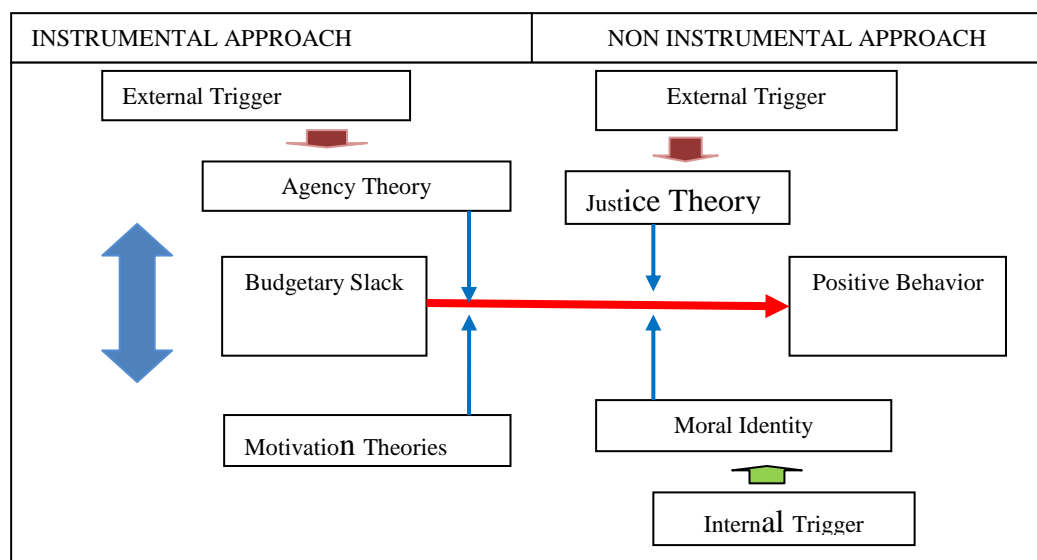 INSTRUMENTAL APPROACH
NON INSTRUMENTAL APPROACH
External Trigger
External Trigger
Agency Theory
Justice Theory
Budgetary Slack
Positive Behavior
Motivation Theories
Moral Identity
Internal Trigger